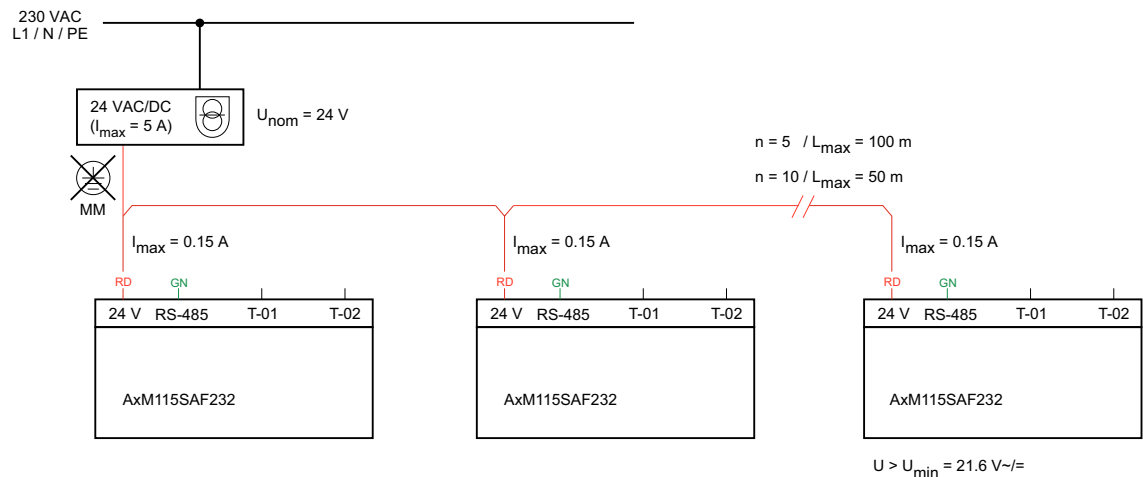 230 VAC
L1 / N / PE
24 VAC/DC
(Imax = 5 A)
Unom = 24 V
n = 5 / Lmax = 100 m
n = 10 / Lmax = 50 m
MM
Imax = 0.15 A
Imax = 0.15 A
Imax = 0.15 A
RD GN
RD GN
RD GN
24 V RS-485 T-01 T-02
24 V RS-485 T-01 T-02
24 V RS-485 T-01 T-02
AxM115SAF232
AxM115SAF232
AxM115SAF232
U > Umin = 21.6 V~/=